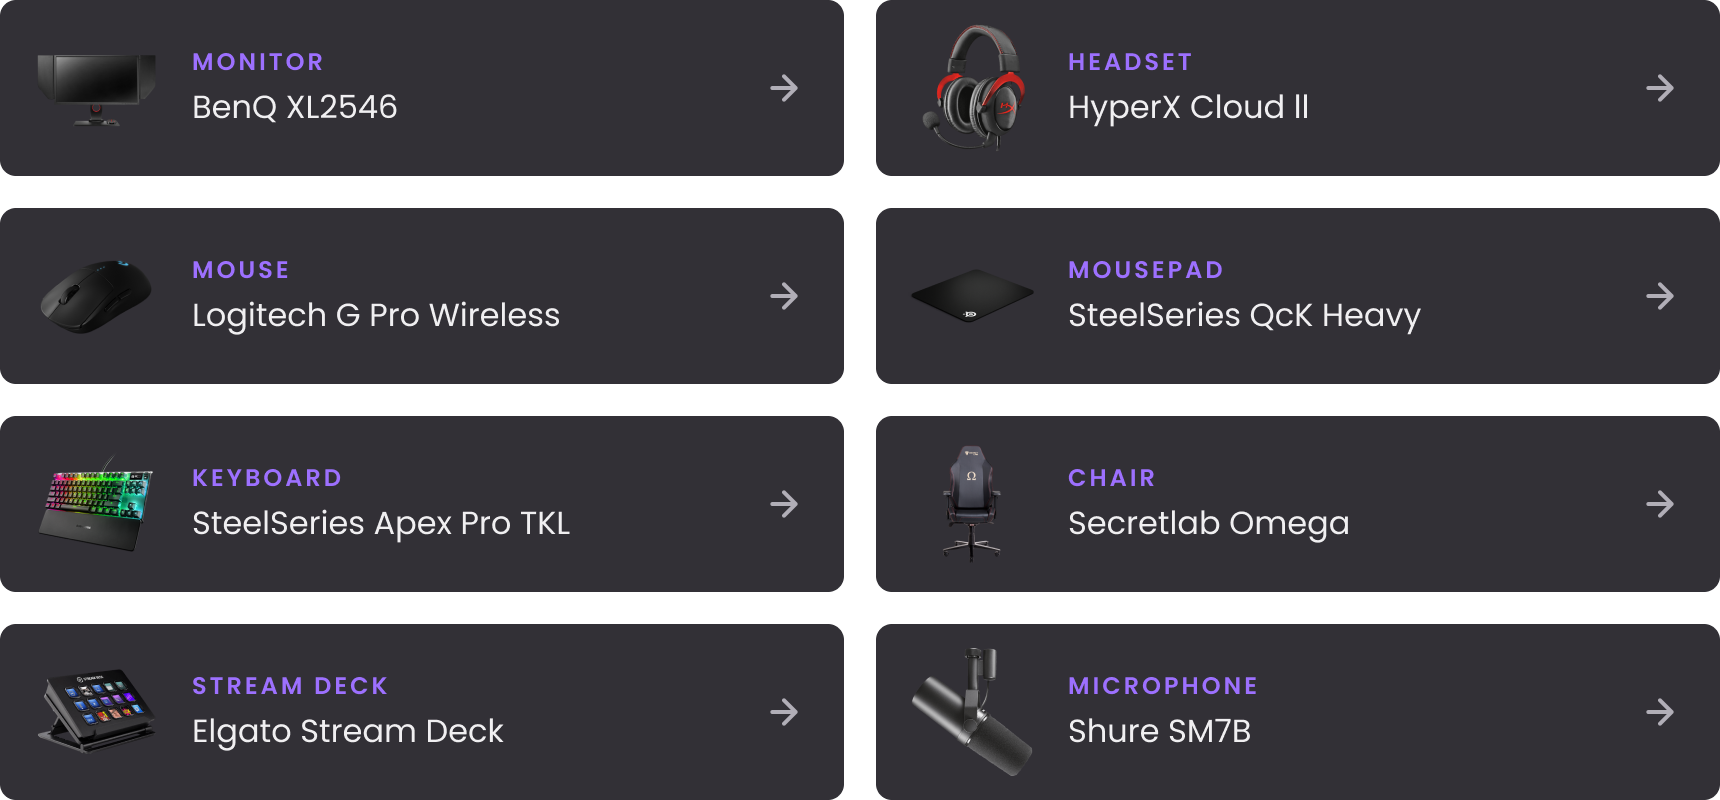 MONITOR
BenQ XL2546
HEADSET
HyperX Cloud ll
MOUSE
Logitech G Pro Wireless
MOUSEPAD
SteelSeries QcK Heavy
KEYBOARD
SteelSeries Apex Pro TKL
CHAIR
Secretlab Omega
STREAM DECK
Elgato Stream Deck
MICROPHONE
Shure SM7B